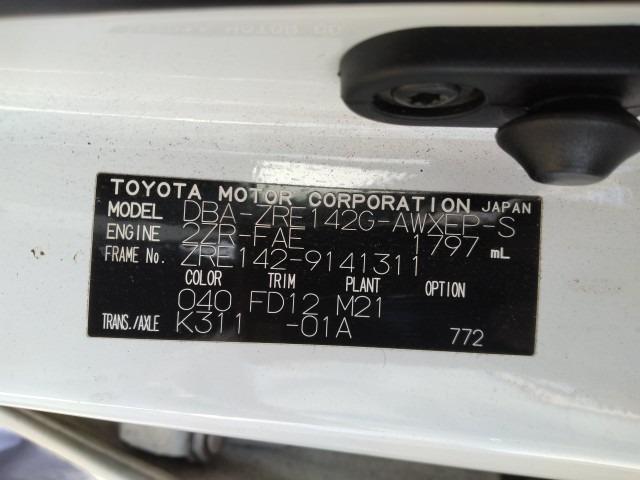 TOYOTA MOTOR CORPORATION JAPAN
MODEL DBA-ZRE142G-AWXEP-S
ENGINE 2ZR-FAE 1797 mL
FRAME No. ZRE142-9141311
COLOR TRIM PLANT OPTION
040 FD12 M21
TRANS./AXLE K311 -01A 772